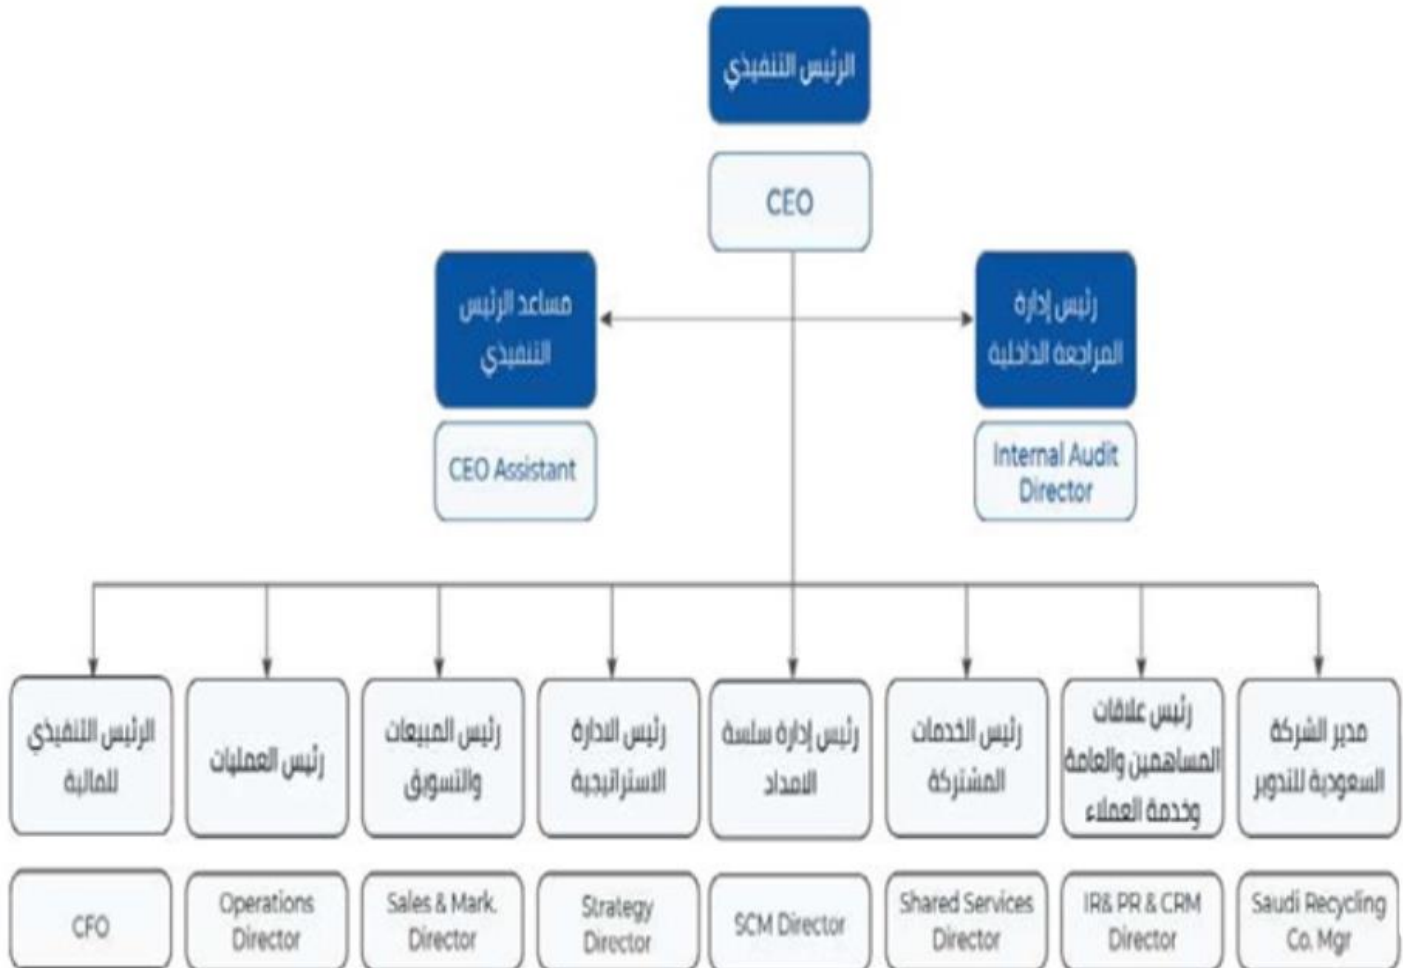 الرئيس التنفيذي
CEO
مساعد الرئيس
التنفيذي
CEO Assistant
رئيس إدارة
المراجعة الداخلية
Internal Audit
Director
الرئيس التنفيذي
للمالية
CFO
رئيس العمليات
Operations
Director
رئيس المبيعات
والتسويق
Sales & Mark.
Director
رئيس الادارة
الاستراتيجية
Strategy
Director
رئيس إدارة سلسة
الامداد
SCM Director
رئيس الخدمات
المشتركة
Shared Services
Director
رئيس علاقات
المساهمين والعامة
وخدمة العملاء
IR& PR & CRM
Director
مدير الشركة
السعودية للتدوير
Saudi Recycling
Co. Mgr